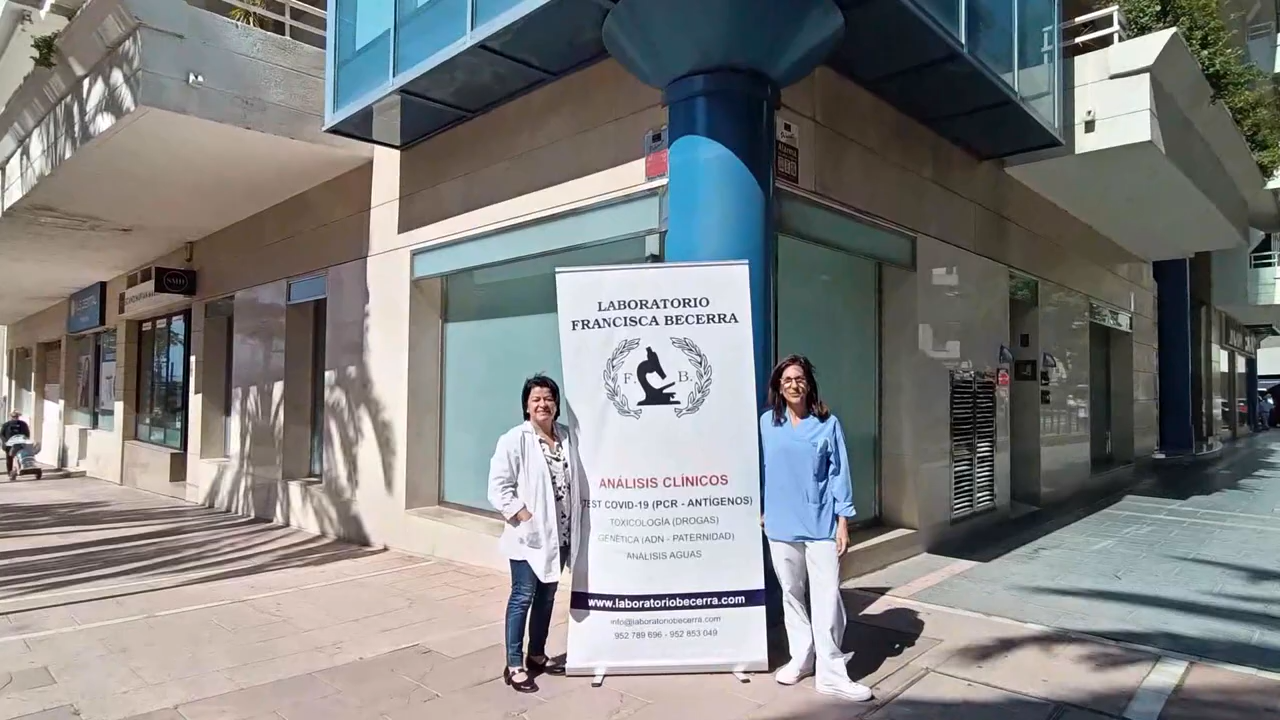 LABORATORIO
FRANCISCA BECERRA
F. B.
ANÁLISIS CLÍNICOS
TEST COVID-19 (PCR - ANTÍGENOS)
TOXICOLOGÍA (DROGAS)
GENÉTICA (ADN - PATERNIDAD)
ANÁLISIS AGUAS
www.laboratoriobecerra.com
info@laboratoriobecerra.com
952 789 696 - 952 853 049